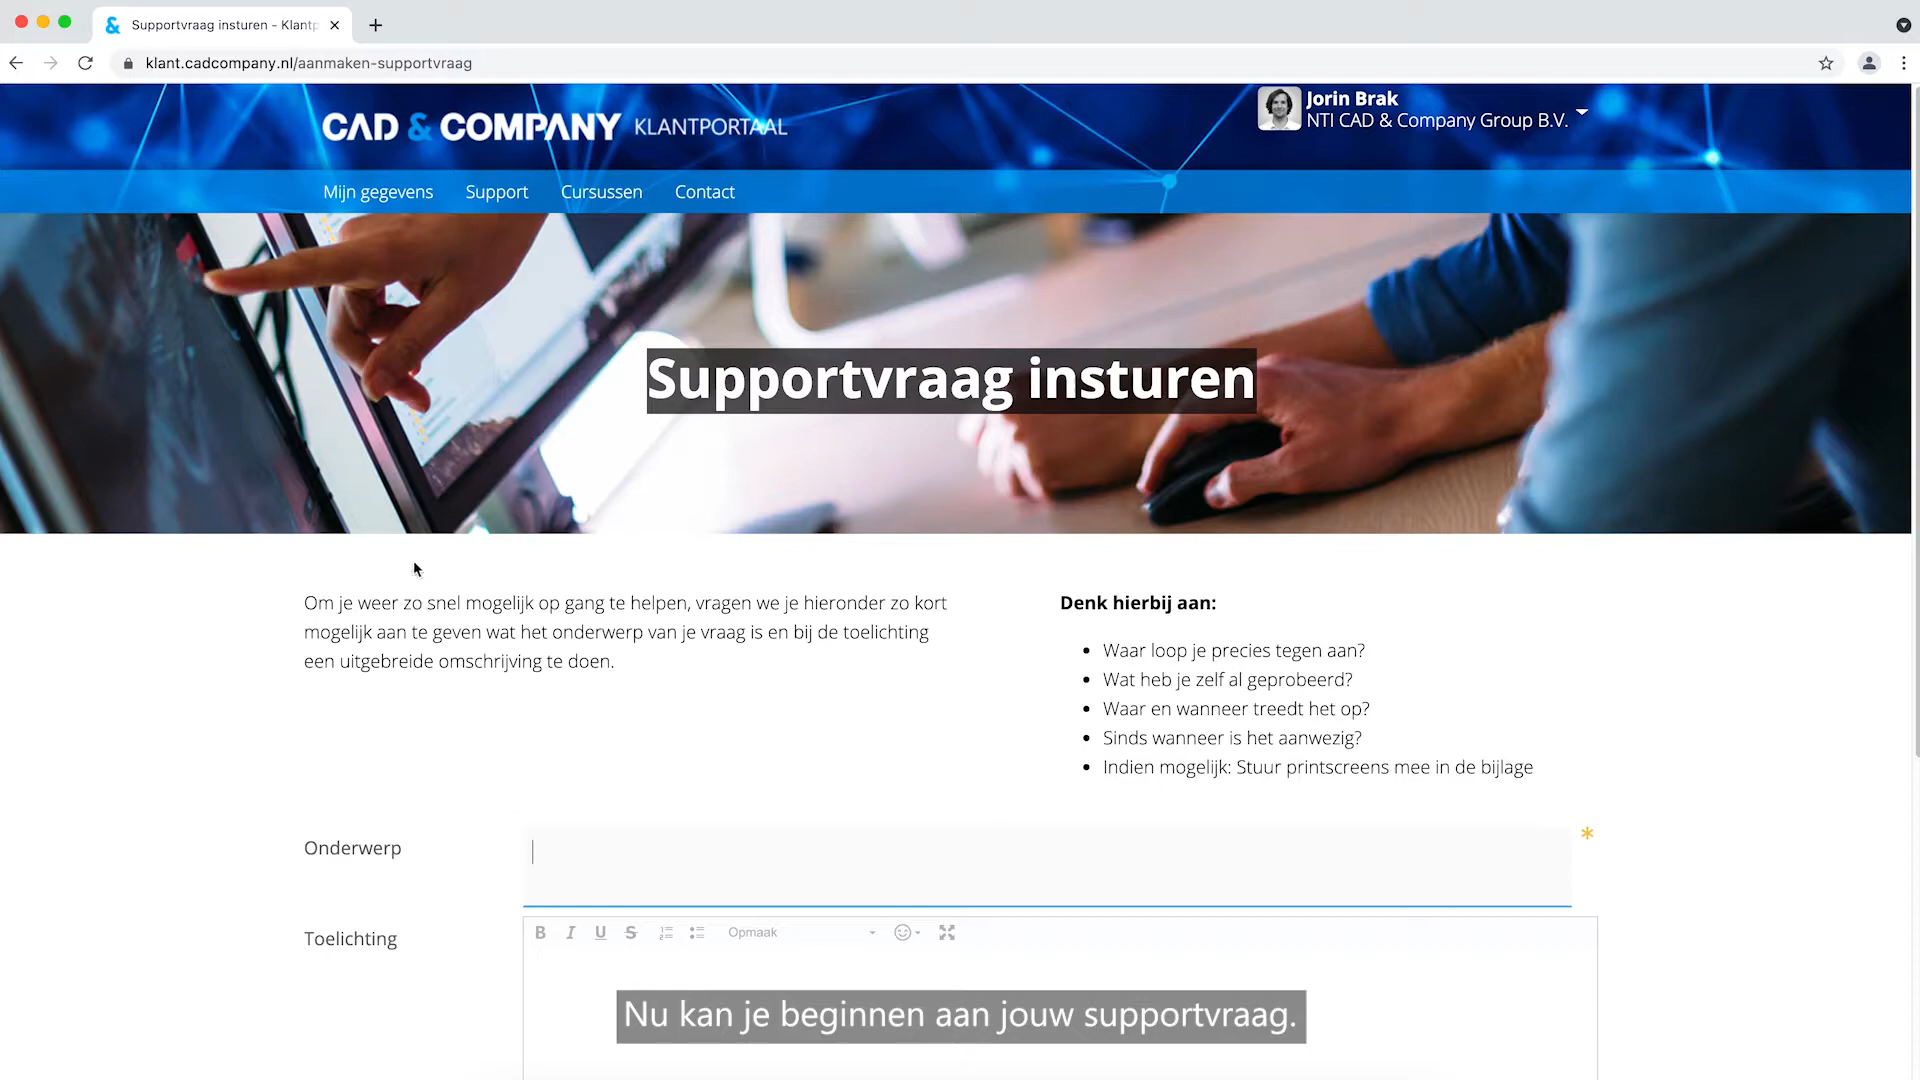 Supportvraag insturen - Klantp
klant.cadcompany.nl/aanmaken-supportvraag
CAD & COMPANY KLANTPORTAAL
Jorin Brak
NTI CAD & Company Group B.V.
Mijn gegevens
Support
Cursussen
Contact
Supportvraag insturen
Om je weer zo snel mogelijk op gang te helpen, vragen we je hieronder zo kort
mogelijk aan te geven wat het onderwerp van je vraag is en bij de toelichting
een uitgebreide omschrijving te doen.
Denk hierbij aan:
• Waar loop je precies tegen aan?
• Wat heb je zelf al geprobeerd?
• Waar en wanneer treedt het op?
• Sinds wanneer is het aanwezig?
• Indien mogelijk: Stuur printscreens mee in de bijlage
Onderwerp
*
Toelichting
B I U S Opmaak
Nu kan je beginnen aan jouw supportvraag.